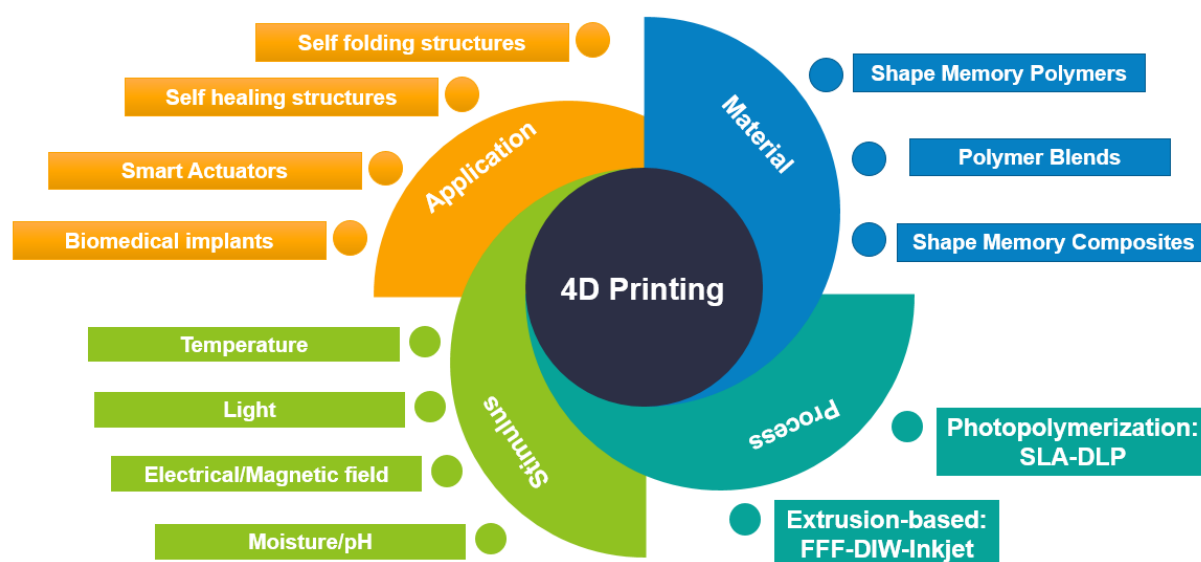 Self folding structures
Self healing structures
Smart Actuators
Biomedical implants
Application
Material
Shape Memory Polymers
Polymer Blends
Shape Memory Composites
4D Printing
Temperature
Light
Electrical/Magnetic field
Moisture/pH
Stimulus
Process
Photopolymerization:
SLA-DLP
Extrusion-based:
FFF-DIW-Inkjet